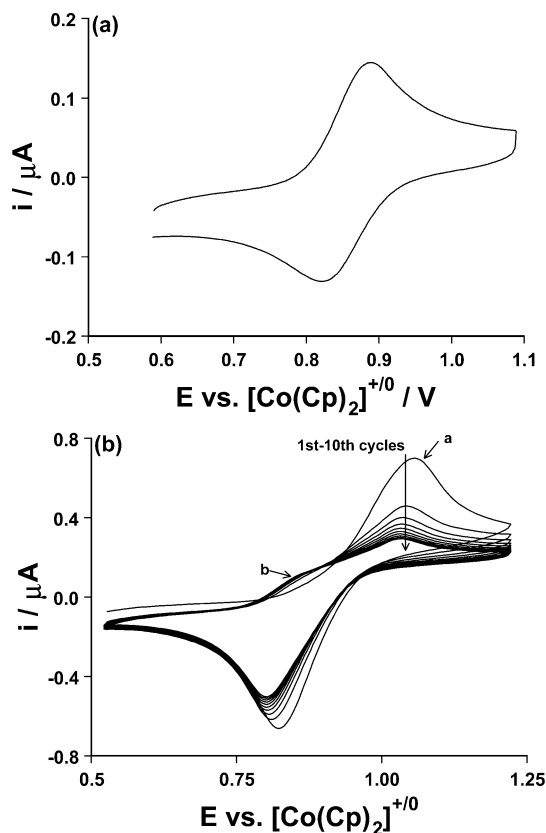 (a)
0.2
0.1
0.0
-0.1
-0.2
i / μA
0.5 0.6 0.7 0.8 0.9 1.0 1.1
E vs. [Co(Cp)₂]⁺/⁰ / V
(b)
1st-10th cycles
a
b
0.8
0.4
0.0
-0.4
-0.8
i / μA
0.5 0.75 1.00 1.25
E vs. [Co(Cp)₂]⁺/⁰